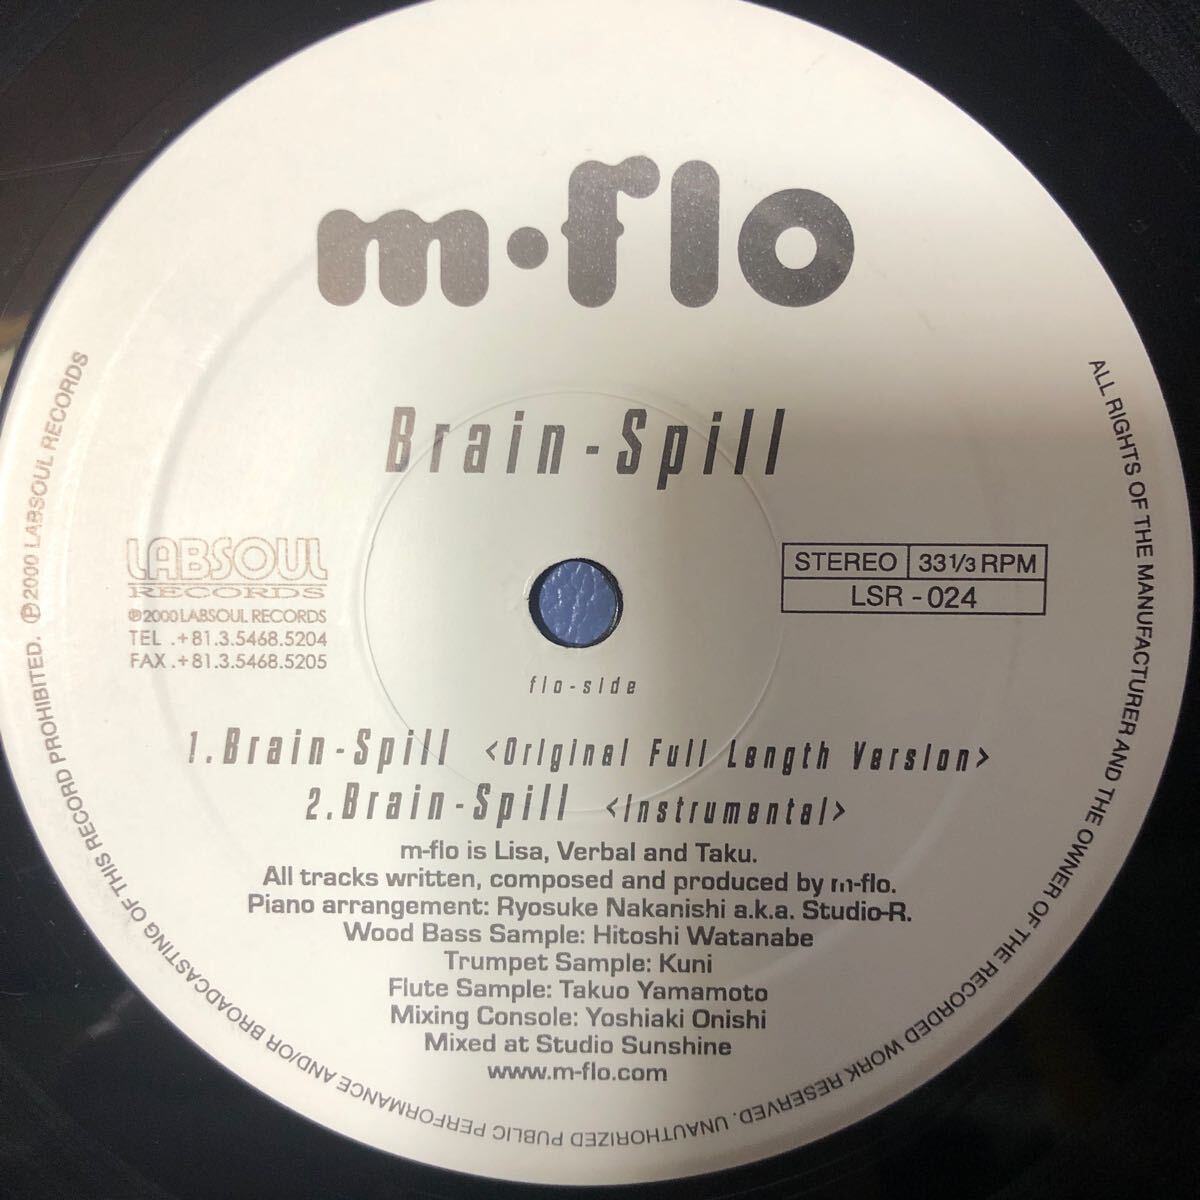 m·flo
Brain-Spill
LABSOUL
RECORDS
℗2000 LABSOUL RECORDS
TEL .+81.3.5468.5204
FAX .+81.3.5468.5205
STEREO 33 1/3 RPM
LSR-024
flo-side
1.Brain-Spill <Original Full Length Version>
2.Brain-Spill <Instrumental>
m-flo is Lisa, Verbal and Taku.
All tracks written, composed and produced by m-flo.
Piano arrangement: Ryosuke Nakanishi a.k.a. Studio-R.
Wood Bass Sample: Hitoshi Watanabe
Trumpet Sample: Kuni
Flute Sample: Takuo Yamamoto
Mixing Console: Yoshiaki Onishi
Mixed at Studio Sunshine
www.m-flo.com
ALL RIGHTS OF THE MANUFACTURER AND THE OWNER OF THE RECORDED WORK RESERVED. UNAUTHORIZED PUBLIC PERFORMANCE AND/OR BROADCASTING OF THIS RECORD PROHIBITED. ℗2000 LABSOUL RECORDS